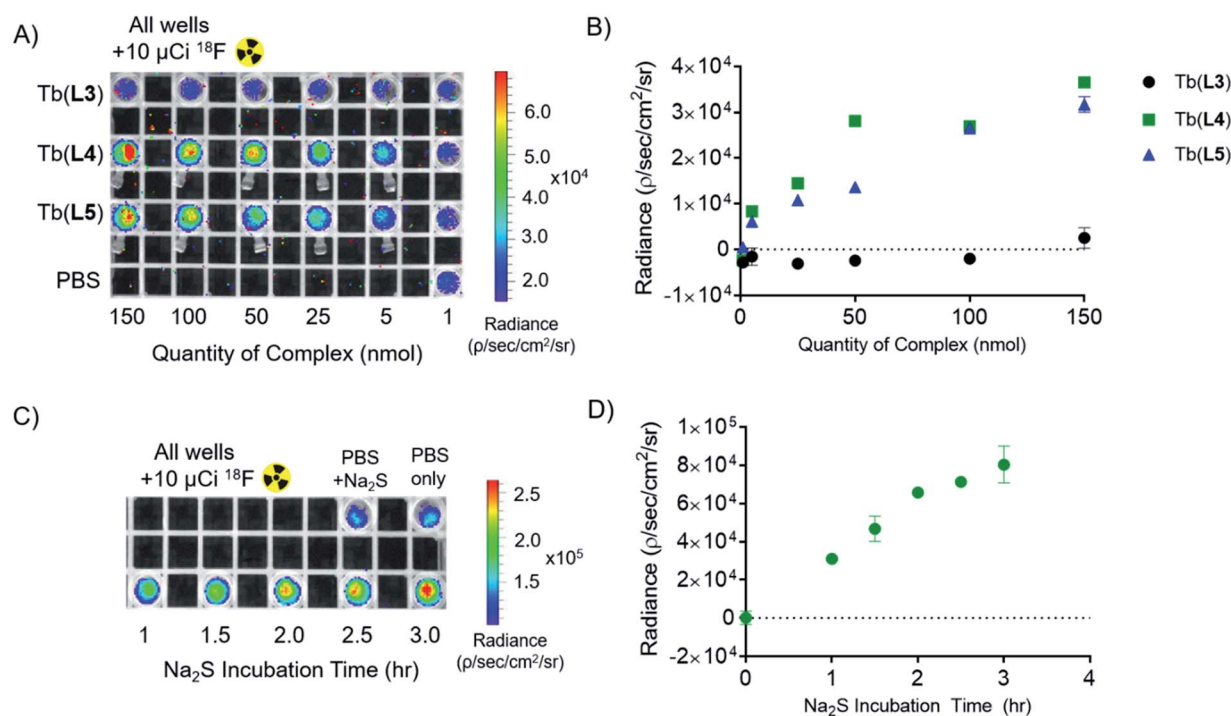 A)
All wells
+10 µCi ¹⁸F
Tb(L3)
Tb(L4)
Tb(L5)
PBS
150 100 50 25 5 1
Quantity of Complex (nmol)
6.0
5.0
x10⁴
4.0
3.0
2.0
Radiance
(ρ/sec/cm²/sr)
B)
Radiance (ρ/sec/cm²/sr)
4×10⁴
3×10⁴
2×10⁴
1×10⁴
0
-1×10⁴
0 50 100 150
Quantity of Complex (nmol)
Tb(L3)
Tb(L4)
Tb(L5)
C)
All wells
+10 µCi ¹⁸F
PBS
+Na₂S
PBS
only
1 1.5 2.0 2.5 3.0
Na₂S Incubation Time (hr)
2.5
2.0
x10⁵
1.5
Radiance
(ρ/sec/cm²/sr)
D)
Radiance (ρ/sec/cm²/sr)
1×10⁵
8×10⁴
6×10⁴
4×10⁴
2×10⁴
0
-2×10⁴
0 1 2 3 4
Na₂S Incubation Time (hr)